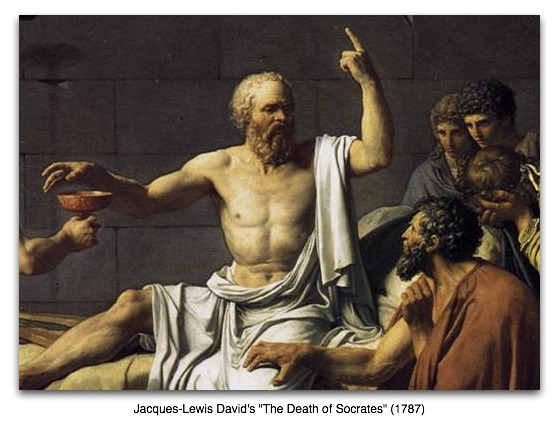 Jacques-Lewis David's "The Death of Socrates" (1787)